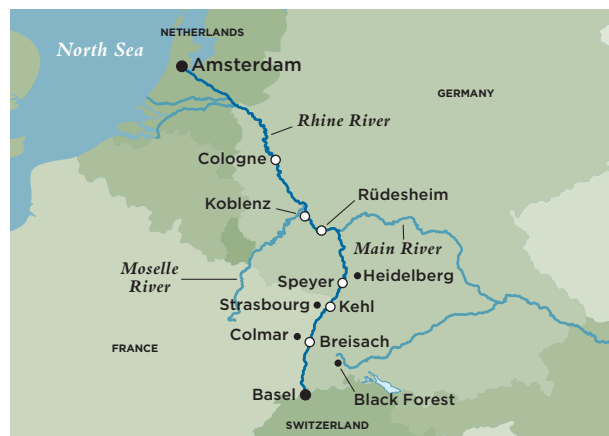 NETHERLANDS
North Sea
Amsterdam
GERMANY
Rhine River
Cologne
Rüdesheim
Koblenz
Main River
Moselle
River
Speyer
Heidelberg
Strasbourg
Kehl
Colmar
Breisach
FRANCE
Basel
Black Forest
SWITZERLAND